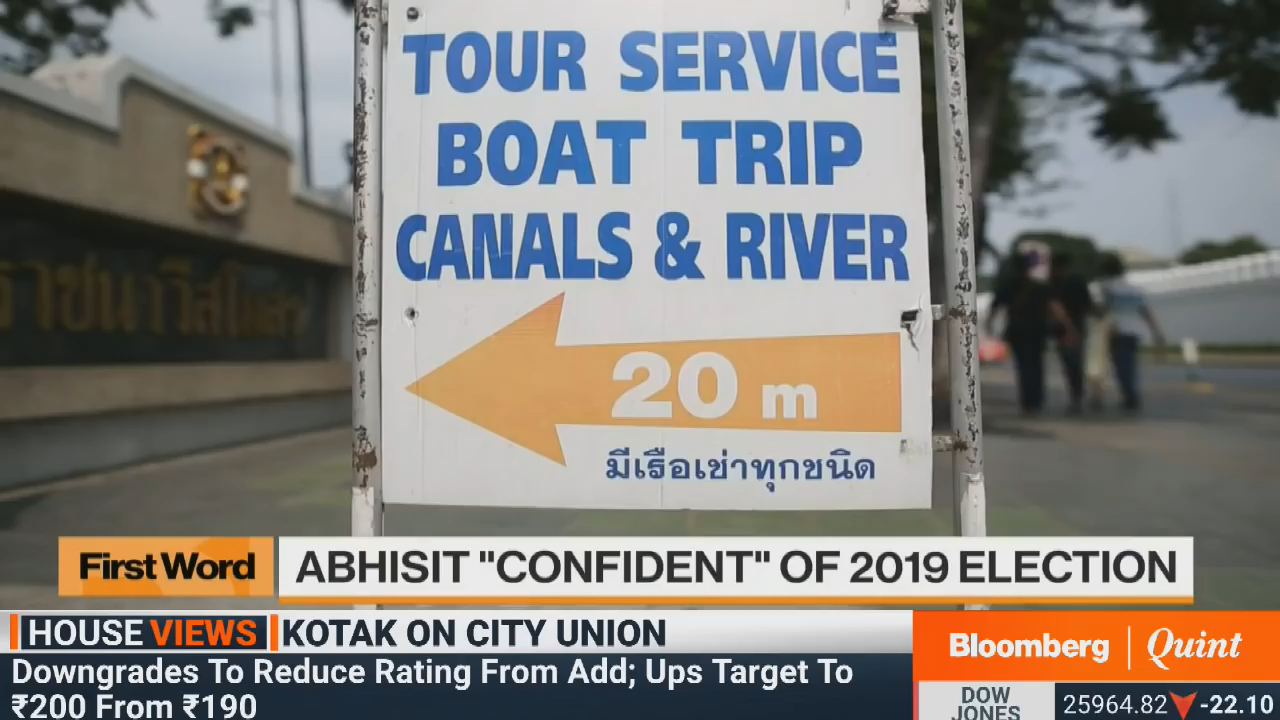 TOUR SERVICE
BOAT TRIP
CANALS & RIVER
20 m
มีเรือเช่าทุกชนิด
First Word
ABHISIT "CONFIDENT" OF 2019 ELECTION
HOUSE VIEWS
KOTAK ON CITY UNION
Downgrades To Reduce Rating From Add; Ups Target To
₹200 From ₹190
Bloomberg | Quint
DOW
JONES
25964.82 -22.10